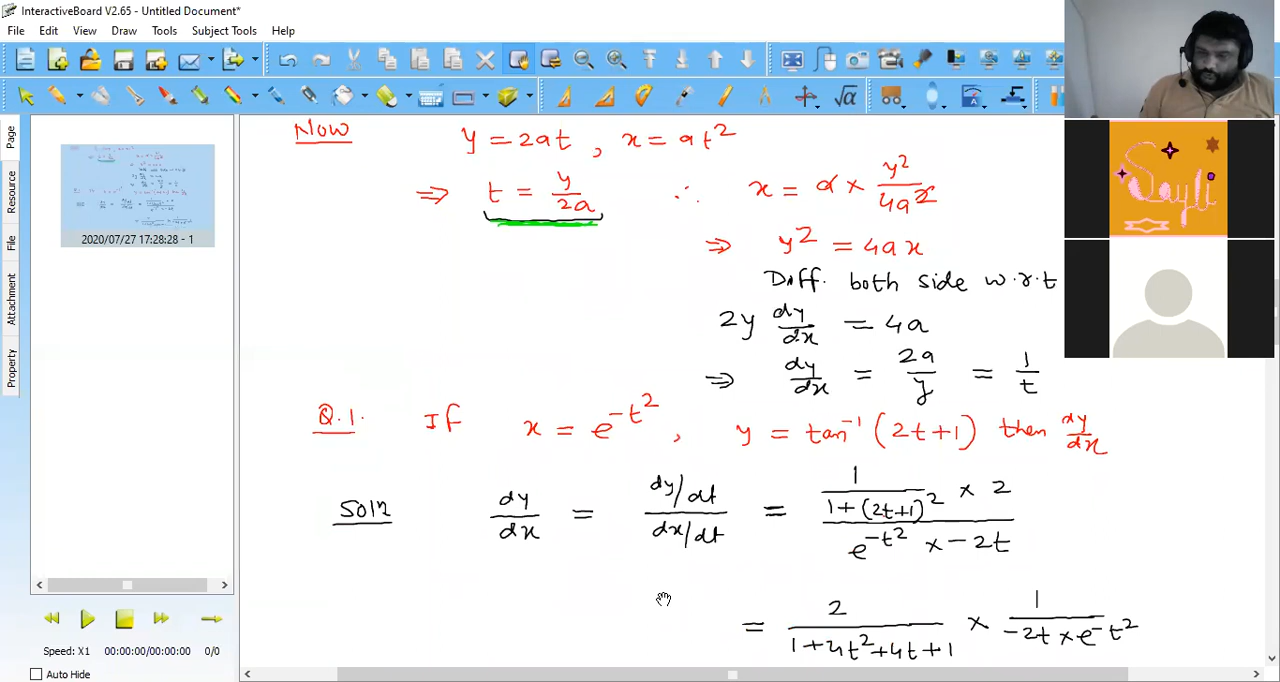 InteractiveBoard V2.65 - Untitled Document*
File Edit View Draw Tools Subject Tools Help
Page
Resource
File
Attachment
Property
2020/07/27 17:28:28 - 1
Speed: X1 00:00:00/00:00:00 0/0
Auto Hide
Now y = 2at , x = at²
⇒ t = y/2a ∴ x = a × y²/4a²
⇒ y² = 4ax
Diff. both side w.r.t
2y dy/dx = 4a
⇒ dy/dx = 2a/y = 1/t
Q.1. If x = e^(-t²), y = tan⁻¹(2t+1) then dy/dx
Soln dy/dx = (dy/dt)/(dx/dt) = (1/(1+(2t+1)²) × 2)/(e^(-t²) × -2t)
= 2/(1+4t²+4t+1) × 1/(-2t × e^-t²)
Sayli